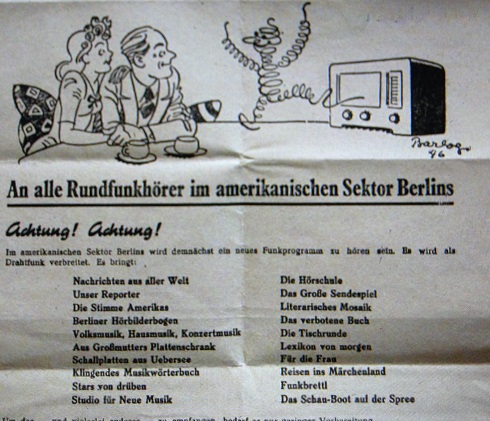 Barlog
46
An alle Rundfunkhörer im amerikanischen Sektor Berlins
Achtung! Achtung!
Im amerikanischen Sektor Berlins wird demnächst ein neues Funkprogramm zu hören sein. Es wird als
Drahtfunk verbreitet. Es bringt:
Nachrichten aus aller Welt
Unser Reporter
Die Stimme Amerikas
Berliner Hörbilderbogen
Volksmusik, Hausmusik, Konzertmusik
Aus Großmutters Plattenschrank
Schallplatten aus Uebersee
Klingendes Musikwörterbuch
Stars von drüben
Studio für Neue Musik
Die Hörschule
Das Große Sendespiel
Literarisches Mosaik
Das verbotene Buch
Die Tischrunde
Lexikon von morgen
Für die Frau
Reisen ins Märchenland
Funkbrettl
Das Schau-Boot auf der Spree